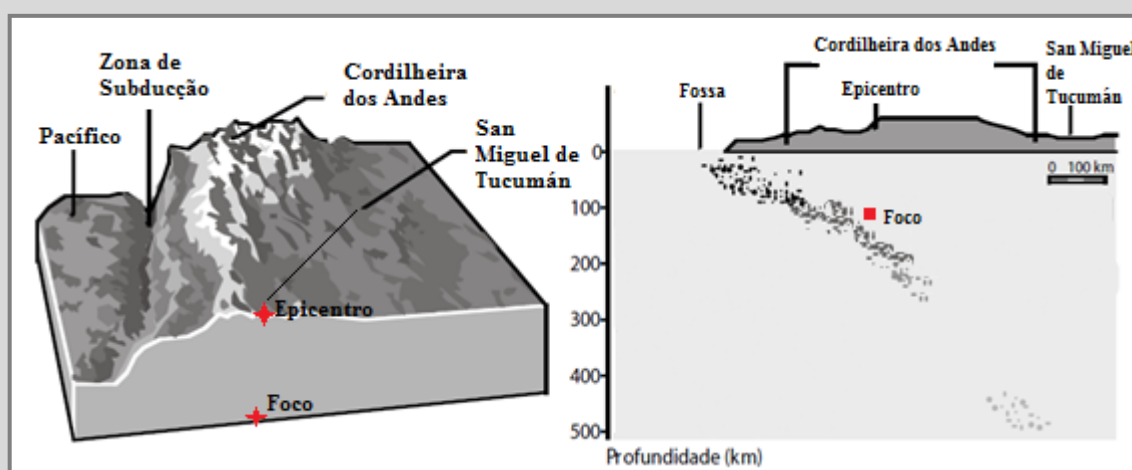 Zona de
Subducção
Cordilheira
dos Andes
Pacífico
San
Miguel de
Tucumán
Epicentro
Foco
Cordilheira dos Andes
San Miguel
de
Tucumán
Fossa
Epicentro
0
0 100 km
100
Foco
200
300
400
500
Profundidade (km)